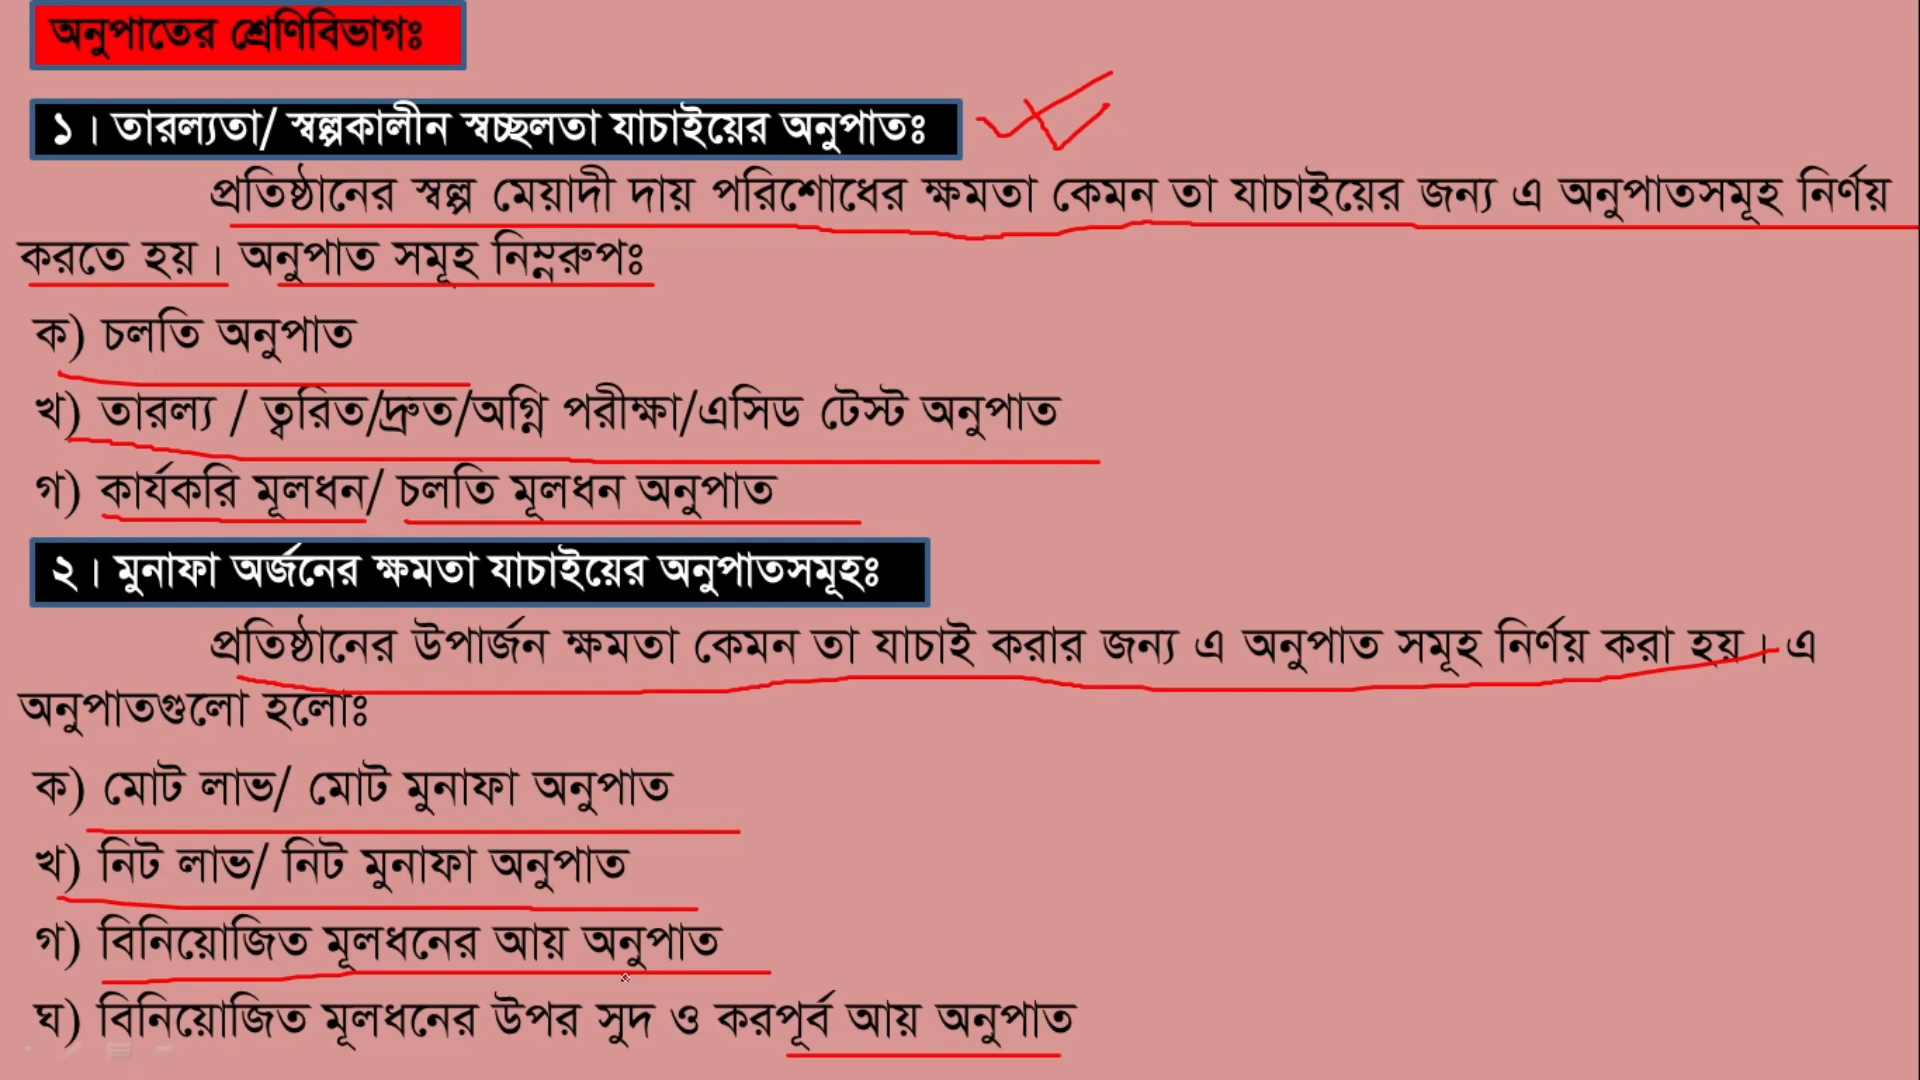 অনুপাতের শ্রেণিবিভাগঃ
১। তারল্যতা/ স্বল্পকালীন স্বচ্ছলতা যাচাইয়ের অনুপাতঃ
প্রতিষ্ঠানের স্বল্প মেয়াদী দায় পরিশোধের ক্ষমতা কেমন তা যাচাইয়ের জন্য এ অনুপাতসমূহ নির্ণয়
করতে হয়। অনুপাত সমূহ নিম্নরুপঃ
ক) চলতি অনুপাত
খ) তারল্য / ত্বরিত/দ্রুত/অগ্নি পরীক্ষা/এসিড টেস্ট অনুপাত
গ) কার্যকরি মূলধন/ চলতি মূলধন অনুপাত
২। মুনাফা অর্জনের ক্ষমতা যাচাইয়ের অনুপাতসমূহঃ
প্রতিষ্ঠানের উপার্জন ক্ষমতা কেমন তা যাচাই করার জন্য এ অনুপাত সমূহ নির্ণয় করা হয়। এ
অনুপাতগুলো হলোঃ
ক) মোট লাভ/ মোট মুনাফা অনুপাত
খ) নিট লাভ/ নিট মুনাফা অনুপাত
গ) বিনিয়োজিত মূলধনের আয় অনুপাত
ঘ) বিনিয়োজিত মূলধনের উপর সুদ ও করপূর্ব আয় অনুপাত